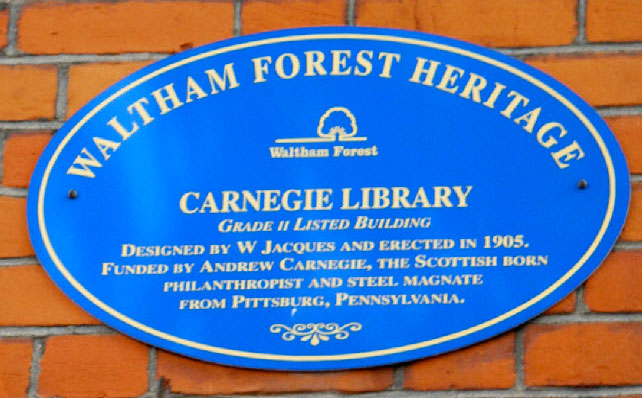 WALTHAM FOREST HERITAGE
Waltham Forest
CARNEGIE LIBRARY
GRADE II LISTED BUILDING
DESIGNED BY W JACQUES AND ERECTED IN 1905.
FUNDED BY ANDREW CARNEGIE, THE SCOTTISH BORN
PHILANTHROPIST AND STEEL MAGNATE
FROM PITTSBURG, PENNSYLVANIA.